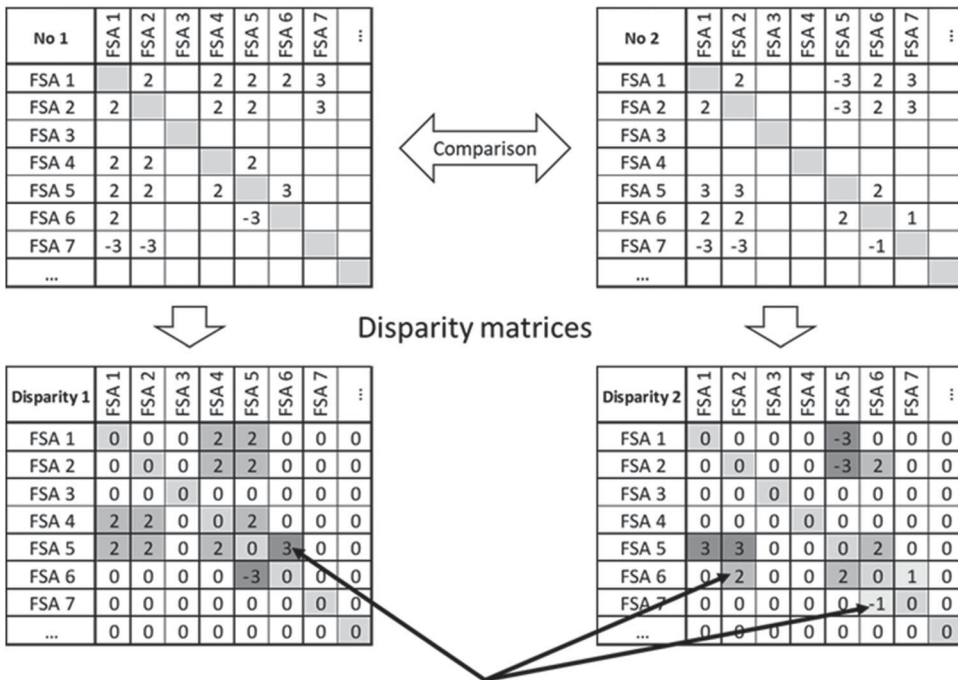 No 1 FSA 1 FSA 2 FSA 3 FSA 4 FSA 5 FSA 6 FSA 7 ...
FSA 1 2 2 2 2 3
FSA 2 2 2 2 3
FSA 3
FSA 4 2 2 2
FSA 5 2 2 2 3
FSA 6 2 -3
FSA 7 -3 -3
...
Comparison
No 2 FSA 1 FSA 2 FSA 3 FSA 4 FSA 5 FSA 6 FSA 7 ...
FSA 1 2 -3 2 3
FSA 2 2 -3 2 3
FSA 3
FSA 4
FSA 5 3 3 2
FSA 6 2 2 2 1
FSA 7 -3 -3 -1
...
Disparity matrices
Disparity 1 FSA 1 FSA 2 FSA 3 FSA 4 FSA 5 FSA 6 FSA 7 ...
FSA 1 0 0 0 2 2 0 0 0
FSA 2 0 0 0 2 2 0 0 0
FSA 3 0 0 0 0 0 0 0 0
FSA 4 2 2 0 0 2 0 0 0
FSA 5 2 2 0 2 0 3 0 0
FSA 6 0 0 0 0 -3 0 0 0
FSA 7 0 0 0 0 0 0 0 0
... 0 0 0 0 0 0 0 0
Disparity 2 FSA 1 FSA 2 FSA 3 FSA 4 FSA 5 FSA 6 FSA 7 ...
FSA 1 0 0 0 0 -3 0 0 0
FSA 2 0 0 0 0 -3 2 0 0
FSA 3 0 0 0 0 0 0 0 0
FSA 4 0 0 0 0 0 0 0 0
FSA 5 3 3 0 0 0 2 0 0
FSA 6 0 2 0 0 2 0 1 0
FSA 7 0 0 0 0 0 -1 0 0
... 0 0 0 0 0 0 0 0